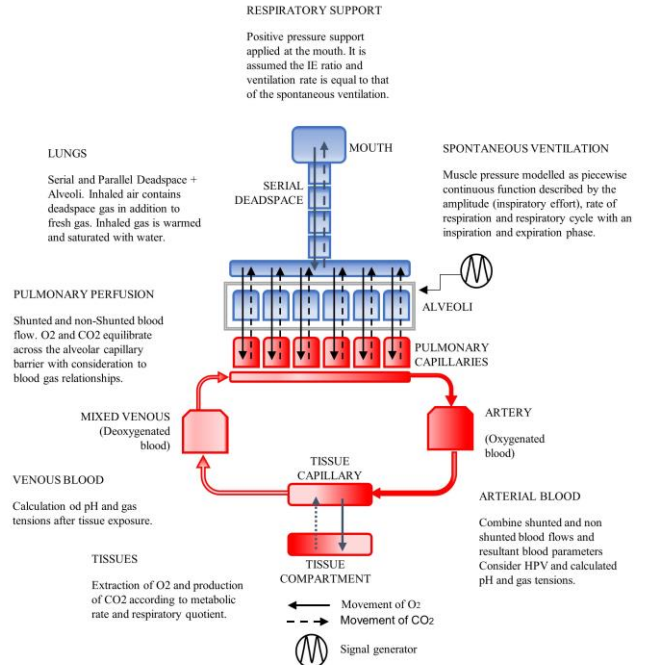 RESPIRATORY SUPPORT
Positive pressure support
applied at the mouth. It is
assumed the IE ratio and
ventilation rate is equal to that
of the spontaneous ventilation.
MOUTH
SERIAL
DEADSPACE
LUNGS
Serial and Parallel Deadspace +
Alveoli. Inhaled air contains
deadspace gas in addition to
fresh gas. Inhaled gas is warmed
and saturated with water.
SPONTANEOUS VENTILATION
Muscle pressure modelled as piecewise
continuous function described by the
amplitude (inspiratory effort), rate of
respiration and respiratory cycle with an
inspiration and expiration phase.
ALVEOLI
PULMONARY PERFUSION
Shunted and non-Shunted blood
flow. O2 and CO2 equilibrate
across the alveolar capillary
barrier with consideration to
blood gas relationships.
PULMONARY
CAPILLARIES
MIXED VENOUS
(Deoxygenated
blood)
ARTERY
(Oxygenated
blood)
TISSUE
CAPILLARY
VENOUS BLOOD
Calculation od pH and gas
tensions after tissue exposure.
ARTERIAL BLOOD
Combine shunted and non
shunted blood flows and
resultant blood parameters
Consider HPV and calculated
pH and gas tensions.
TISSUES
Extraction of O2 and production
of CO2 according to metabolic
rate and respiratory quotient.
TISSUE
COMPARTMENT
Movement of O2
Movement of CO2
Signal generator